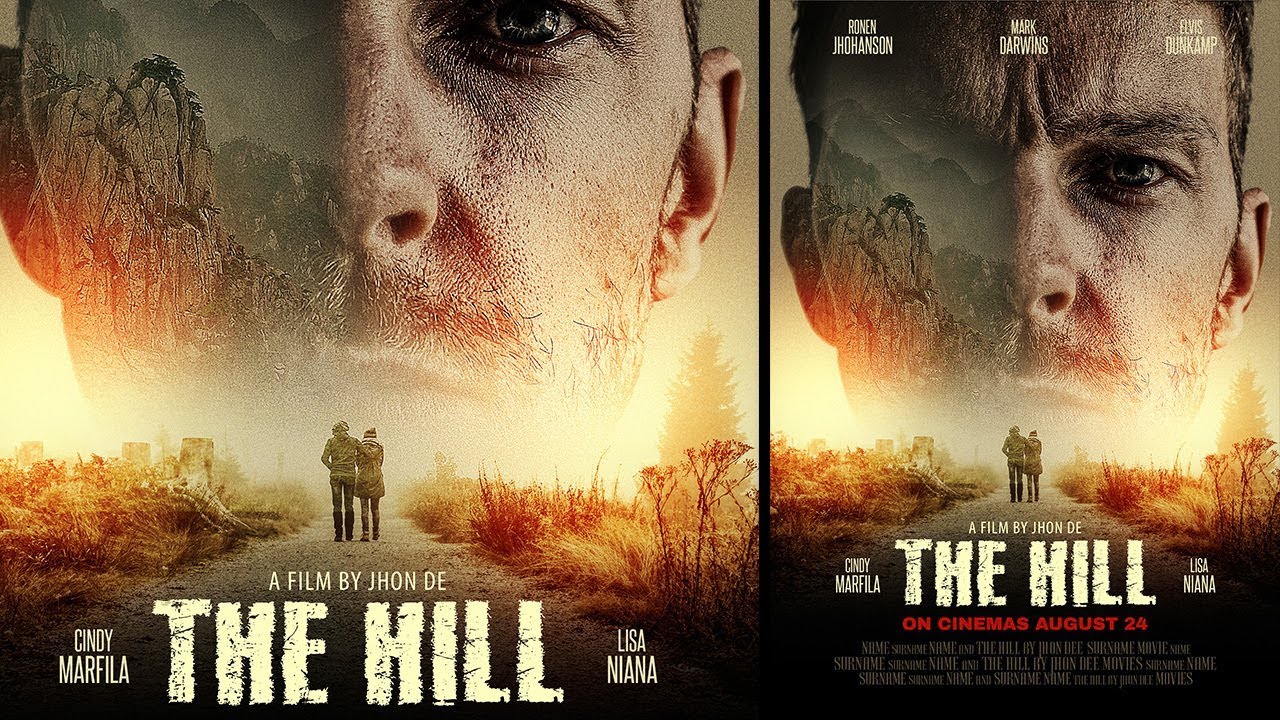 A FILM BY JHON DE
CINDY
MARFILA
THE HILL
LISA
NIANA
RONEN
JHOHANSON
MARK
DARWINS
ELVIS
DUNKAMP
A FILM BY JHON DE
CINDY
MARFILA
THE HILL
LISA
NIANA
ON CINEMAS AUGUST 24
NAME SURNAME NAME AND THE HILL BY JHON DEE SURNAME MOVIE NAME
SURNAME SURNAME NAME AND THE HILL BY JHON DEE MOVIES SURNAME NAME
SURNAME SURNAME NAME AND SURNAME NAME THE HILL BY JHON DEE MOVIES